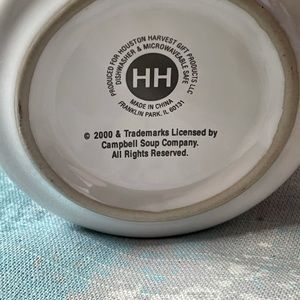 PRODUCED FOR HOUSTON HARVEST GIFT PRODUCTS LLC
DISHWASHER & MICROWAVEABLE SAFE
HH
MADE IN CHINA
FRANKLIN PARK, IL 60131
© 2000 & Trademarks Licensed by
Campbell Soup Company.
All Rights Reserved.